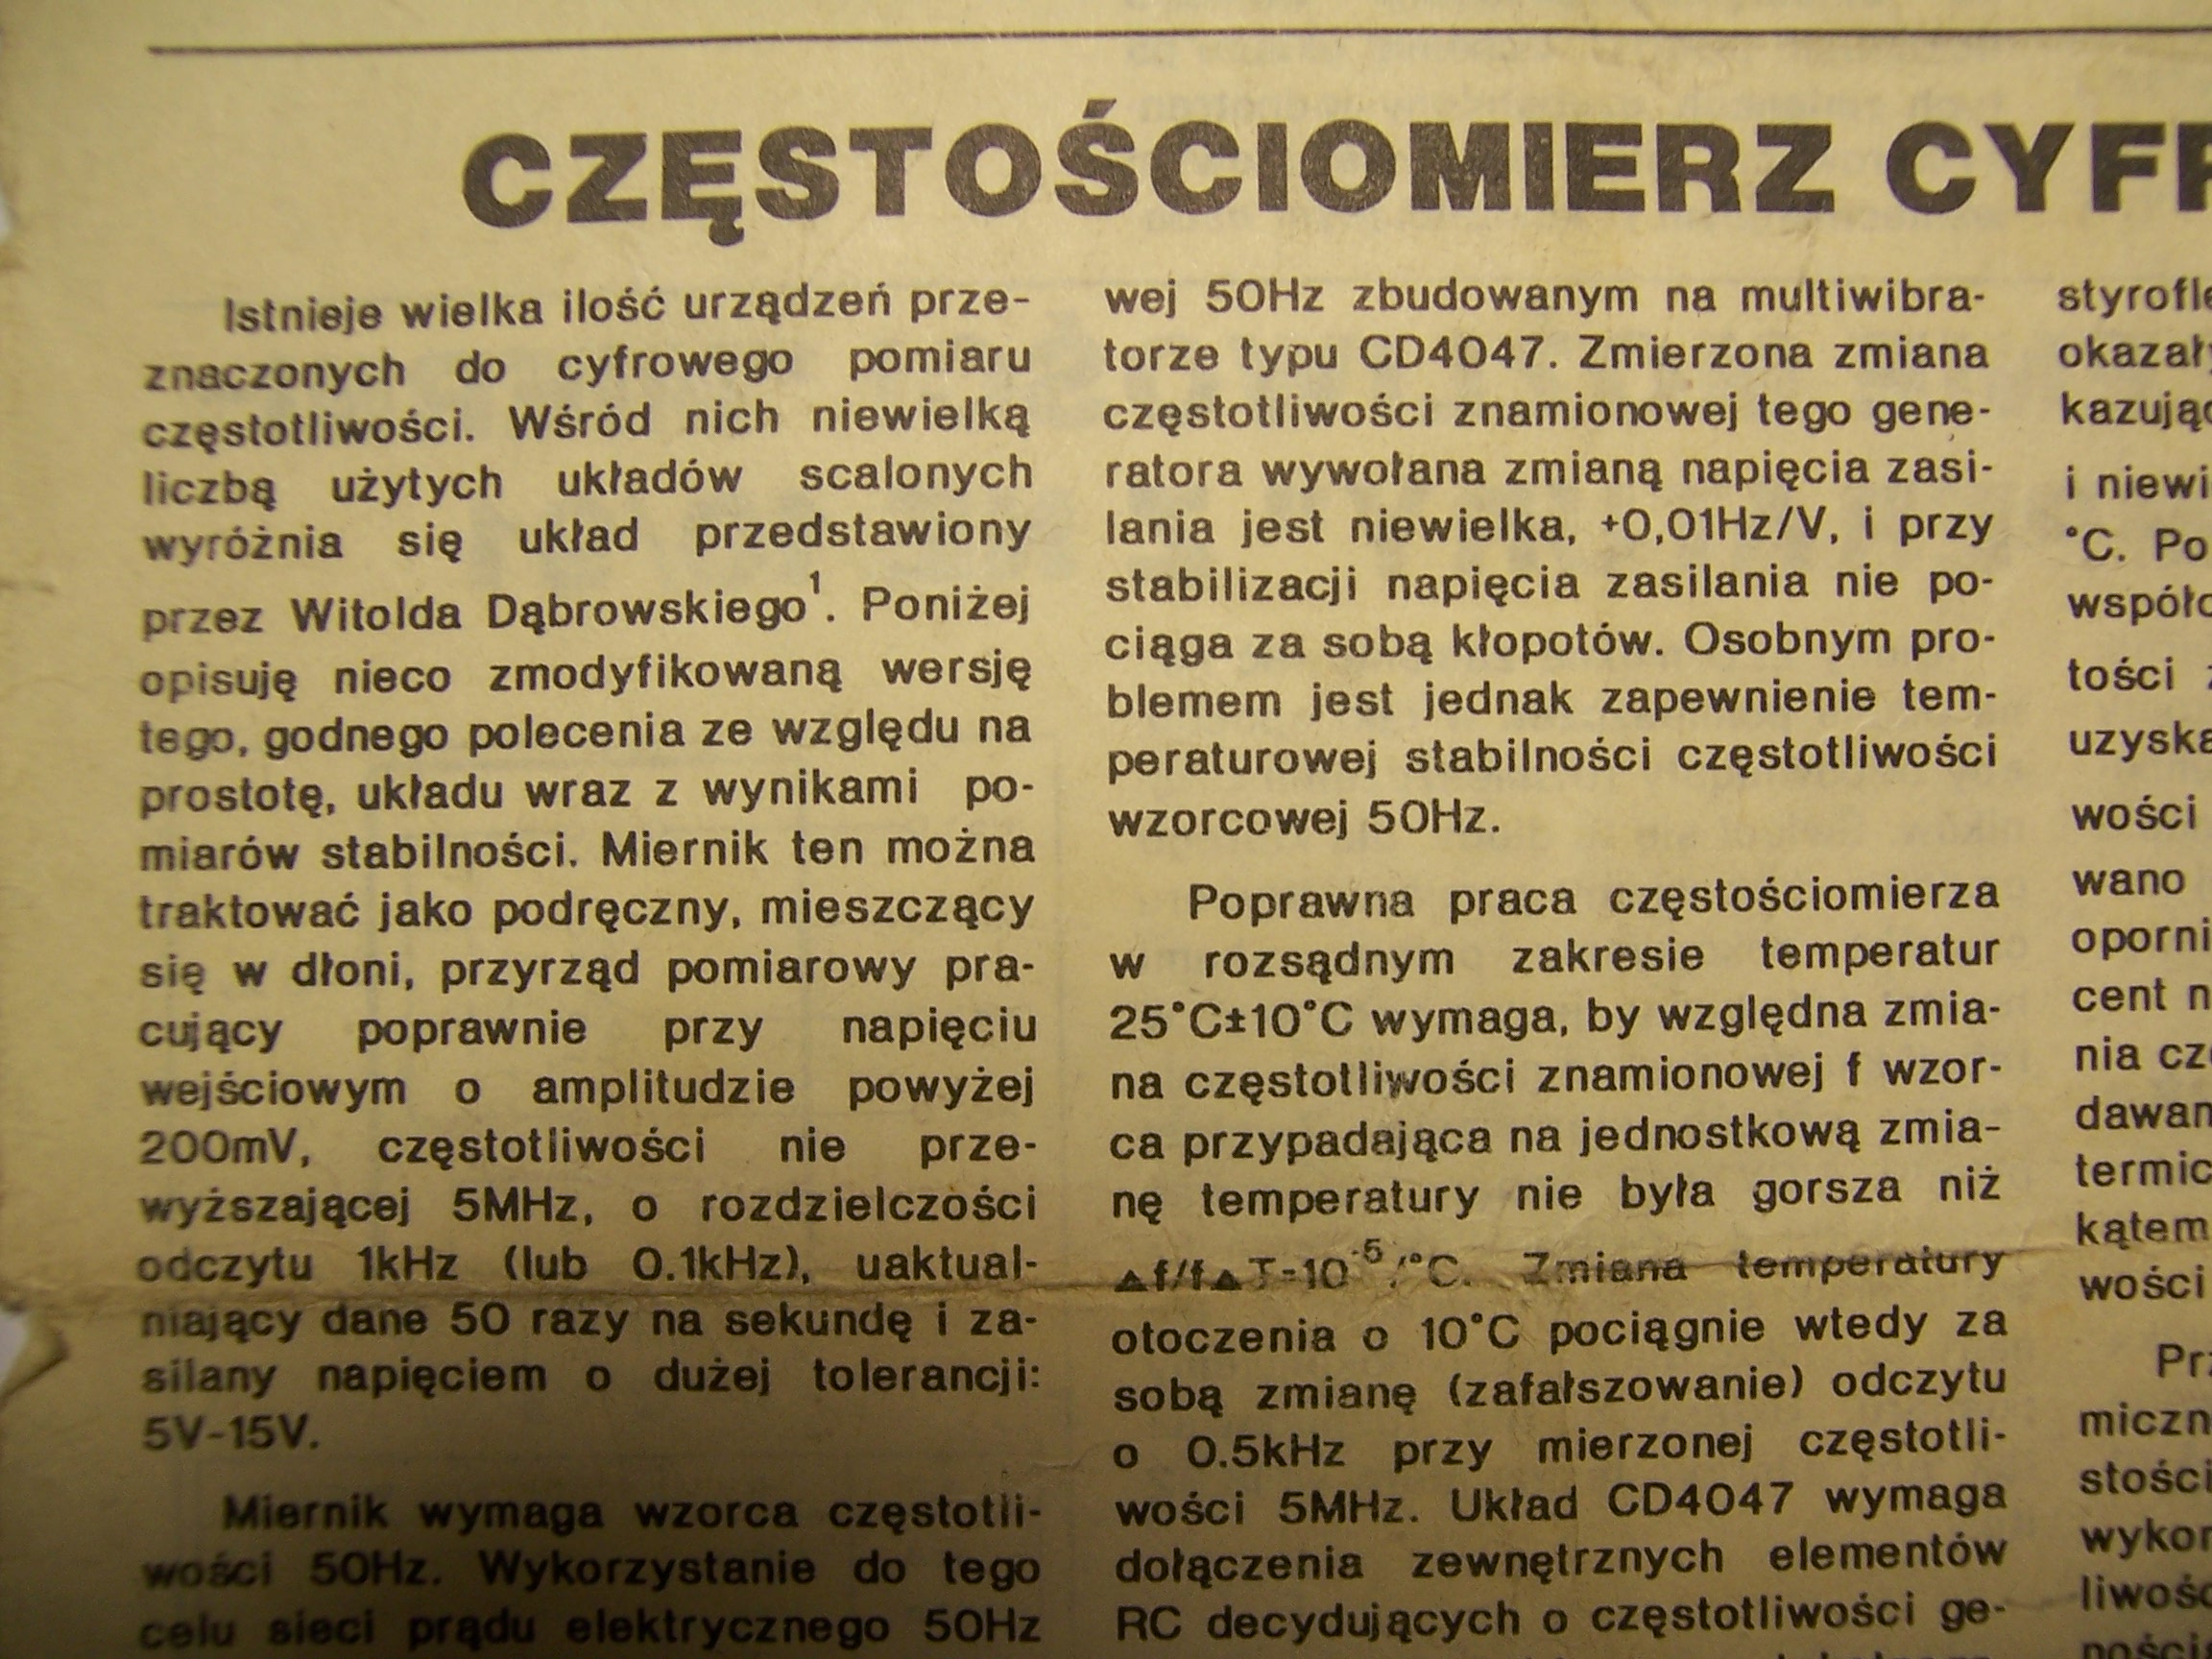 CZĘSTOŚCIOMIERZ CYFR
Istnieje wielka ilość urządzeń prze-
znaczonych do cyfrowego pomiaru
częstotliwości. Wśród nich niewielką
liczbą użytych układów scalonych
wyróżnia się układ przedstawiony
przez Witolda Dąbrowskiego¹. Poniżej
opisuję nieco zmodyfikowaną wersję
tego, godnego polecenia ze względu na
prostotę, układu wraz z wynikami po-
miarów stabilności. Miernik ten można
traktować jako podręczny, mieszczący
się w dłoni, przyrząd pomiarowy pra-
cujący poprawnie przy napięciu
wejściowym o amplitudzie powyżej
200mV, częstotliwości nie prze-
wyższającej 5MHz, o rozdzielczości
odczytu 1kHz (lub 0.1kHz), uaktual-
niający dane 50 razy na sekundę i za-
silany napięciem o dużej tolerancji:
5V-15V.
Miernik wymaga wzorca częstotli-
wości 50Hz. Wykorzystanie do tego
celu sieci prądu elektrycznego 50Hz
wej 50Hz zbudowanym na multiwibra-
torze typu CD4047. Zmierzona zmiana
częstotliwości znamionowej tego gene-
ratora wywołana zmianą napięcia zasi-
lania jest niewielka, +0,01Hz/V, i przy
stabilizacji napięcia zasilania nie po-
ciąga za sobą kłopotów. Osobnym pro-
blemem jest jednak zapewnienie tem-
peraturowej stabilności częstotliwości
wzorcowej 50Hz.
Poprawna praca częstościomierza
w rozsądnym zakresie temperatur
25°C±10°C wymaga, by względna zmia-
na częstotliwości znamionowej f wzor-
ca przypadająca na jednostkową zmia-
nę temperatury nie była gorsza niż
▲f/f▲T=10⁻⁵/°C. Zmiana temperatury
otoczenia o 10°C pociągnie wtedy za
sobą zmianę (zafałszowanie) odczytu
o 0.5kHz przy mierzonej częstotli-
wości 5MHz. Układ CD4047 wymaga
dołączenia zewnętrznych elementów
RC decydujących o częstotliwości ge-
styrofle
okazały
kazując
i niewi
°C. Po
współc
tości z
uzyska
wości
wano
oporni
cent n
nia czę
dawan
termic
kątem
wości
Prz
miczn
stości
wykor
liwośc